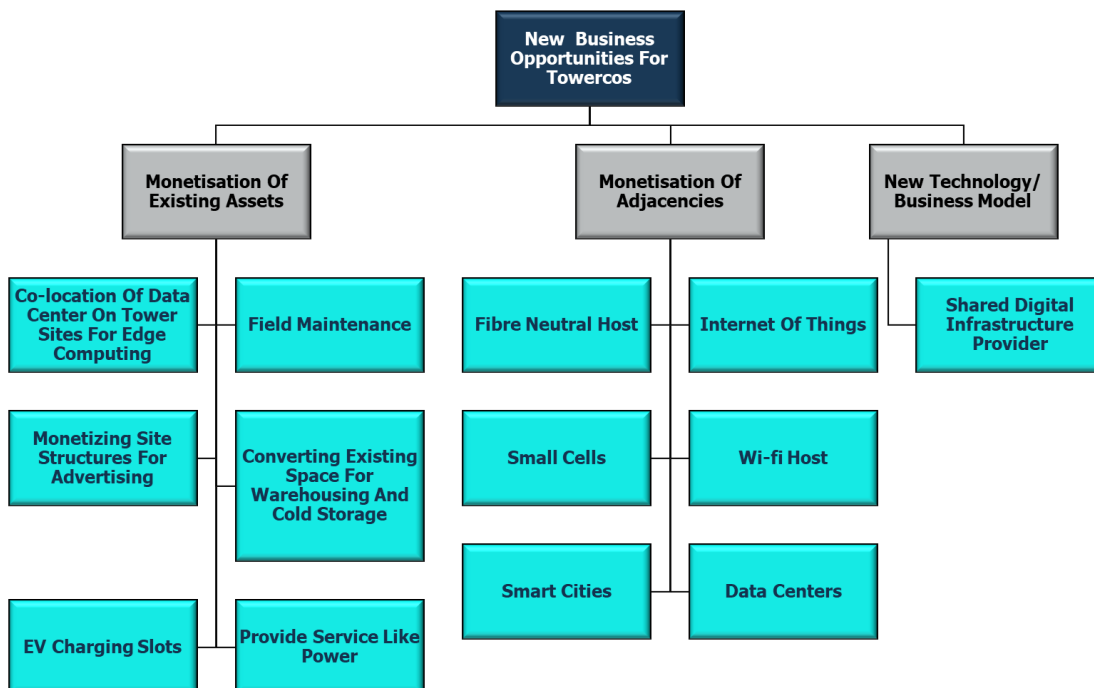 New Business
Opportunities For
Towercos
Monetisation Of
Existing Assets
Monetisation Of
Adjacencies
New Technology/
Business Model
Co-location Of Data
Center On Tower
Sites For Edge
Computing
Field Maintenance
Fibre Neutral Host
Internet Of Things
Shared Digital
Infrastructure
Provider
Monetizing Site
Structures For
Advertising
Converting Existing
Space For
Warehousing And
Cold Storage
Small Cells
Wi-fi Host
EV Charging Slots
Provide Service Like
Power
Smart Cities
Data Centers